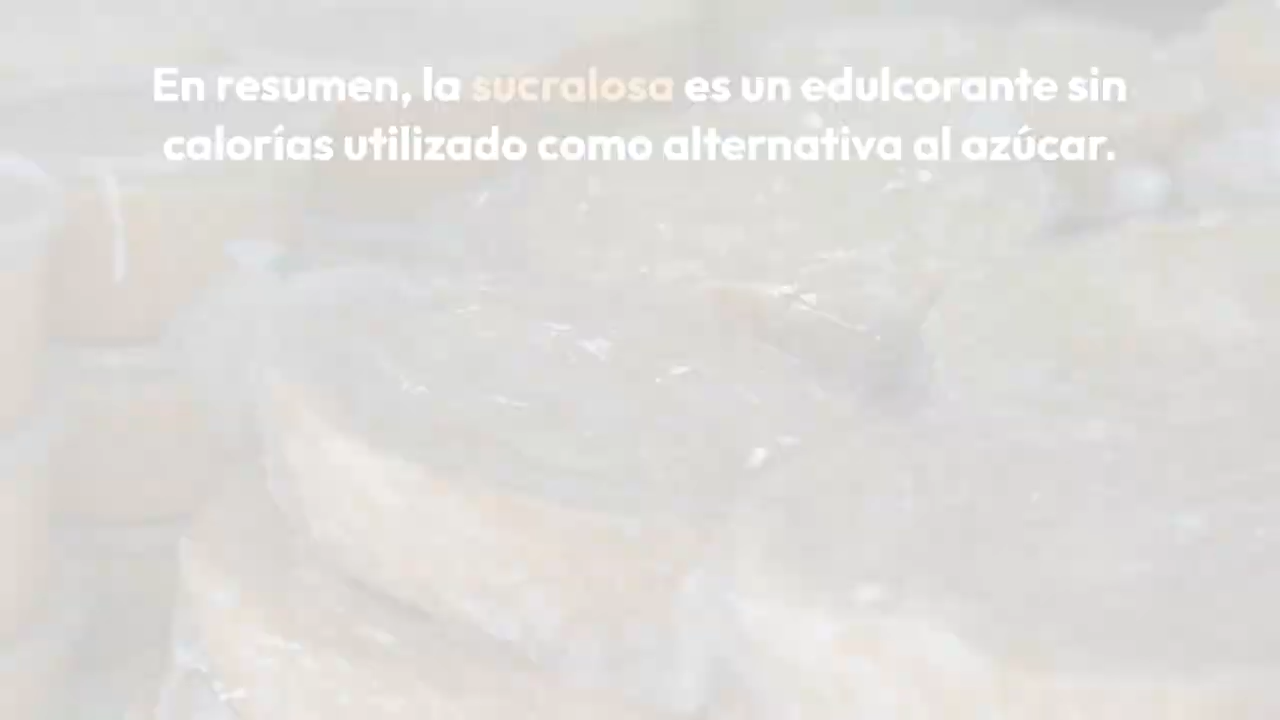 En resumen, la sucralosa es un edulcorante sin
calorías utilizado como alternativa al azúcar.